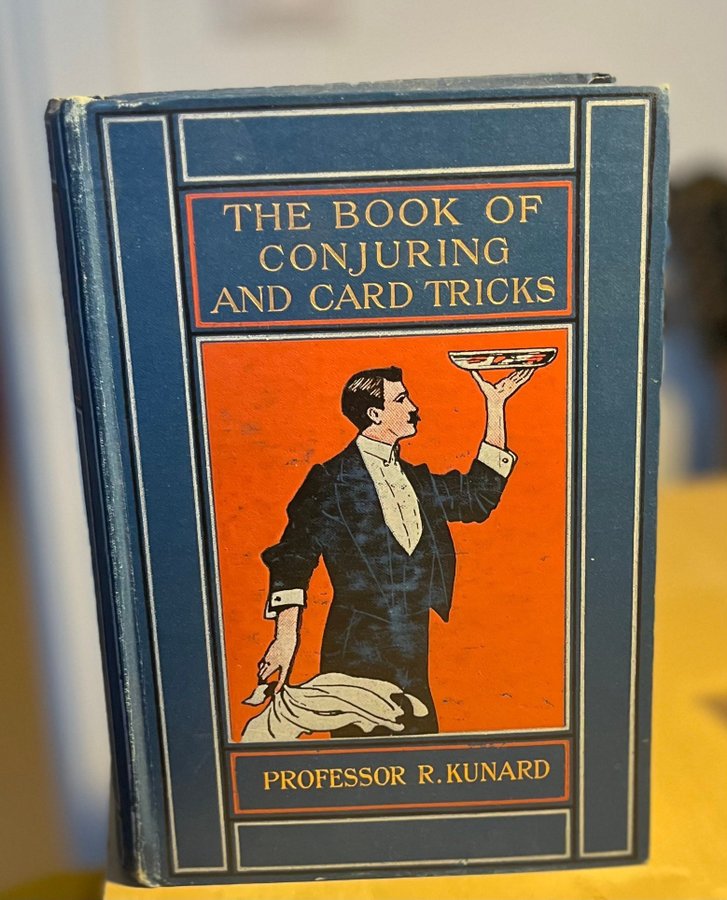 THE BOOK OF
CONJURING
AND CARD TRICKS
PROFESSOR R. KUNARD